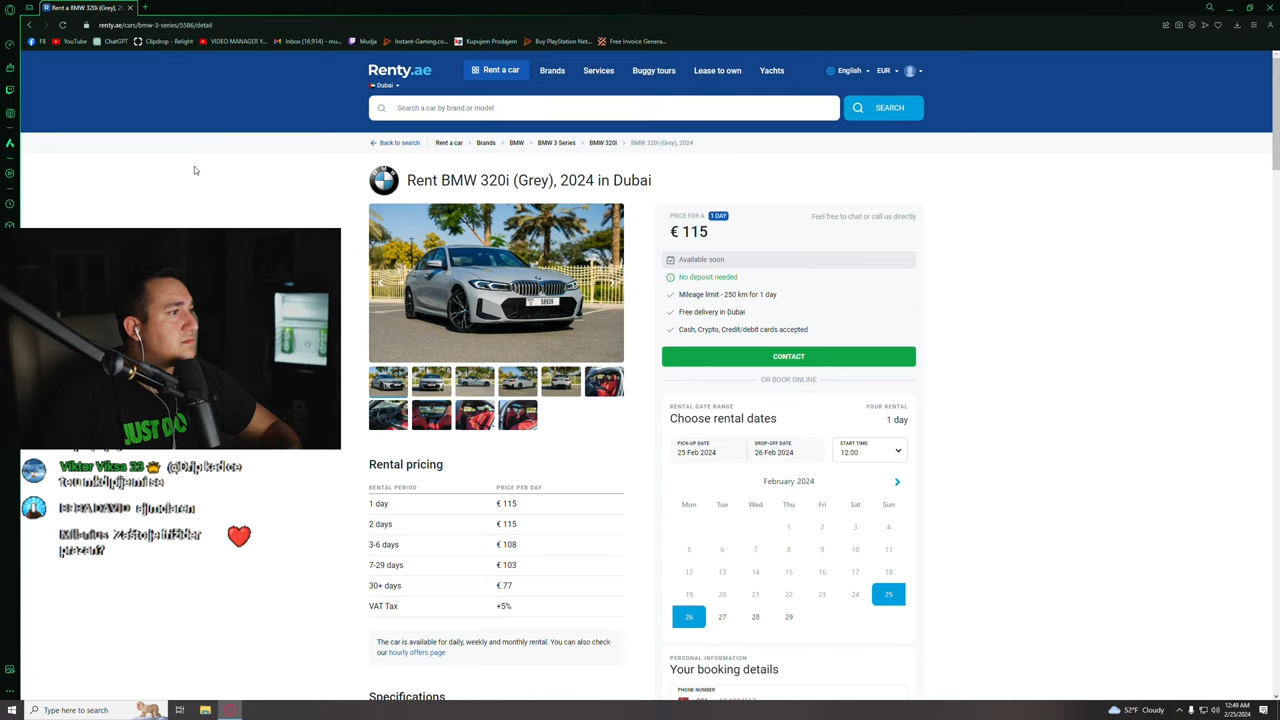 Rent a BMW 320i (Grey), 2
renty.ae/cars/bmw-3-series/5586/detail
FB YouTube ChatGPT Clipdrop - Relight VIDEO MANAGER Y... Inbox (16,914) - mu... Mudja Instant-Gaming.co... Kupujem Prodajem Buy PlayStation Net... Free Invoice Genera...
Renty.ae
Dubai
Rent a car Brands Services Buggy tours Lease to own Yachts
English EUR
Search a car by brand or model
SEARCH
Back to search Rent a car > Brands > BMW > BMW 3 Series > BMW 320i > BMW 320i (Grey), 2024
Rent BMW 320i (Grey), 2024 in Dubai
PRICE FOR A 1 DAY
Feel free to chat or call us directly
€ 115
Available soon
No deposit needed
Mileage limit - 250 km for 1 day
Free delivery in Dubai
Cash, Crypto, Credit/debit cards accepted
CONTACT
OR BOOK ONLINE
RENTAL DATE RANGE YOUR RENTAL
Choose rental dates 1 day
PICK-UP DATE DROP-OFF DATE START TIME
25 Feb 2024 26 Feb 2024 12:00
February 2024
Mon Tue Wed Thu Fri Sat Sun
1 2 3 4
5 6 7 8 9 10 11
12 13 14 15 16 17 18
19 20 21 22 23 24 25
26 27 28 29
PERSONAL INFORMATION
Your booking details
PHONE NUMBER
Rental pricing
RENTAL PERIOD PRICE PER DAY
1 day € 115
2 days € 115
3-6 days € 108
7-29 days € 103
30+ days € 77
VAT Tax +5%
The car is available for daily, weekly and monthly rental. You can also check
our hourly offers page
Specifications
JUST DO
Viktor Viksa 23
prazan?
Type here to search
52°F Cloudy
12:49 AM
2/25/2024